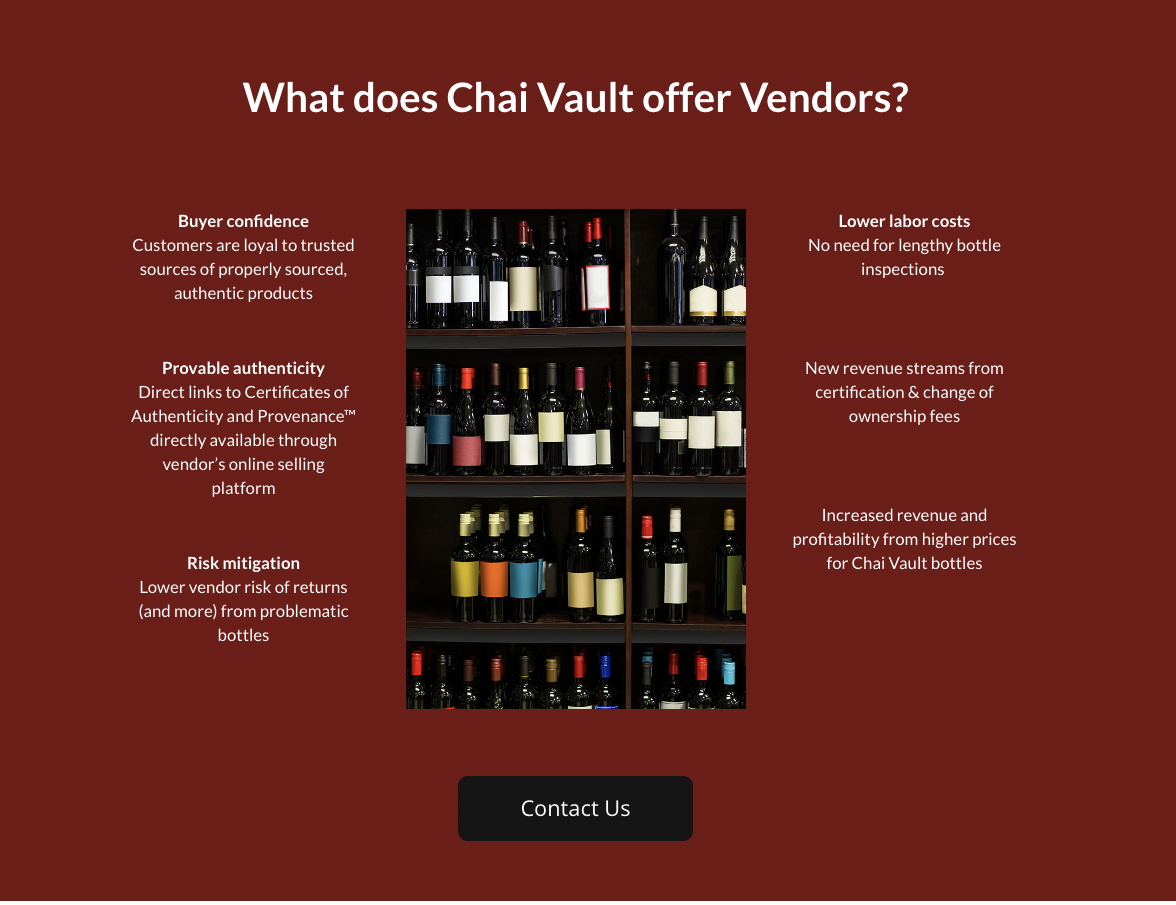 What does Chai Vault offer Vendors?
Buyer confidence
Customers are loyal to trusted
sources of properly sourced,
authentic products
Provable authenticity
Direct links to Certificates of
Authenticity and Provenance™
directly available through
vendor’s online selling
platform
Risk mitigation
Lower vendor risk of returns
(and more) from problematic
bottles
Lower labor costs
No need for lengthy bottle
inspections
New revenue streams from
certification & change of
ownership fees
Increased revenue and
profitability from higher prices
for Chai Vault bottles
Contact Us